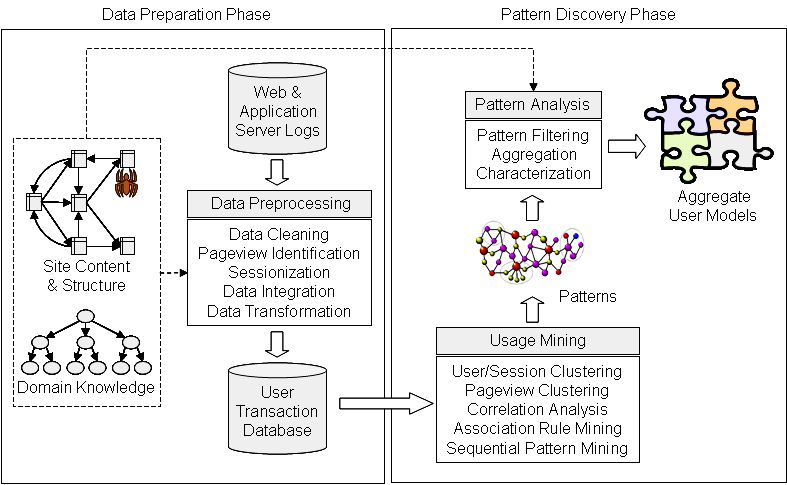 Data Preparation Phase
Pattern Discovery Phase
Web &
Application
Server Logs
Site Content
& Structure
Domain Knowledge
Data Preprocessing
Data Cleaning
Pageview Identification
Sessionization
Data Integration
Data Transformation
User
Transaction
Database
Usage Mining
User/Session Clustering
Pageview Clustering
Correlation Analysis
Association Rule Mining
Sequential Pattern Mining
Patterns
Pattern Analysis
Pattern Filtering
Aggregation
Characterization
Aggregate
User Models